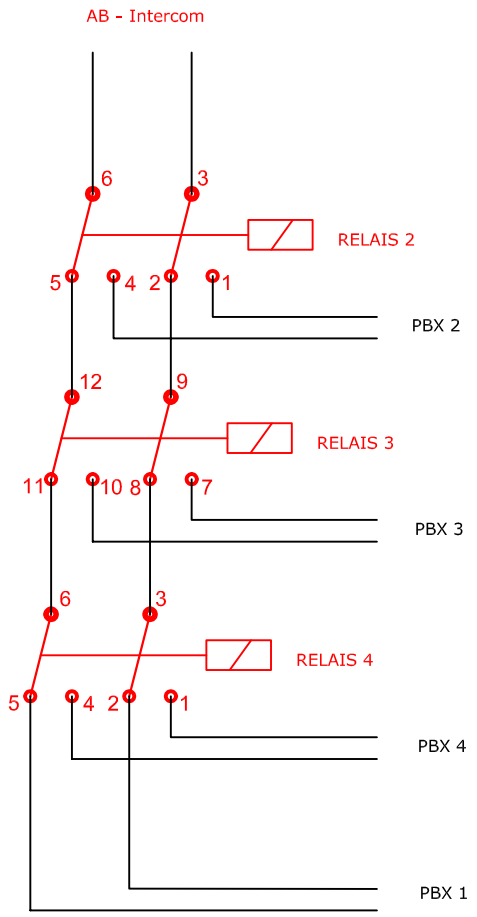 AB - Intercom
6 3
RELAIS 2
5 4 2 1
PBX 2
12 9
RELAIS 3
11 10 8 7
PBX 3
6 3
RELAIS 4
5 4 2 1
PBX 4
PBX 1